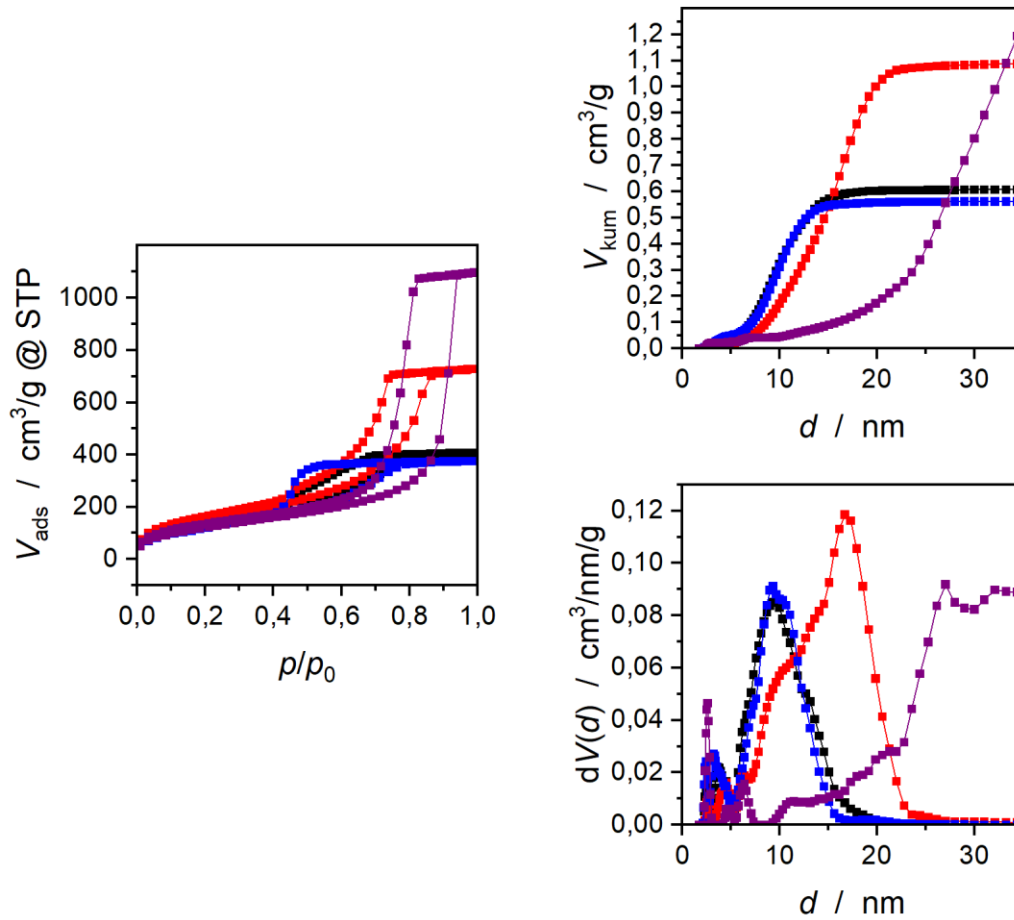 V_ads / cm³/g @ STP
1000
800
600
400
200
0
0,0 0,2 0,4 0,6 0,8 1,0
p/p₀
V_kum / cm³/g
1,2
1,1
1,0
0,9
0,8
0,7
0,6
0,5
0,4
0,3
0,2
0,1
0,0
0 10 20 30
d / nm
dV(d) / cm³/nm/g
0,12
0,10
0,08
0,06
0,04
0,02
0,00
0 10 20 30
d / nm